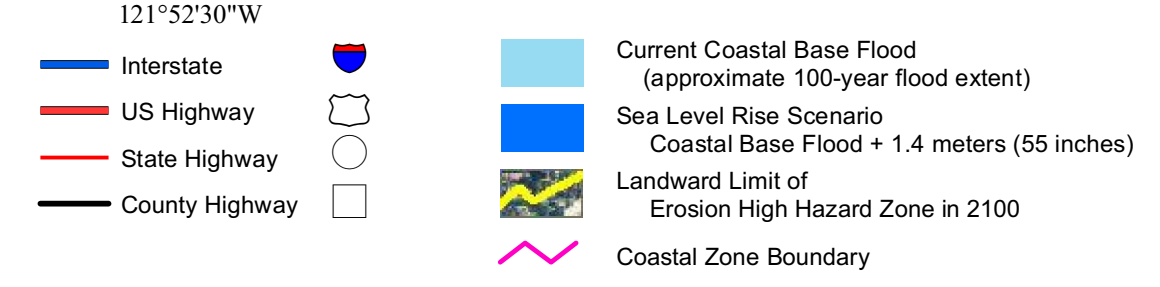 121°52'30"W
Interstate
US Highway
State Highway
County Highway
Current Coastal Base Flood
(approximate 100-year flood extent)
Sea Level Rise Scenario
Coastal Base Flood + 1.4 meters (55 inches)
Landward Limit of
Erosion High Hazard Zone in 2100
Coastal Zone Boundary